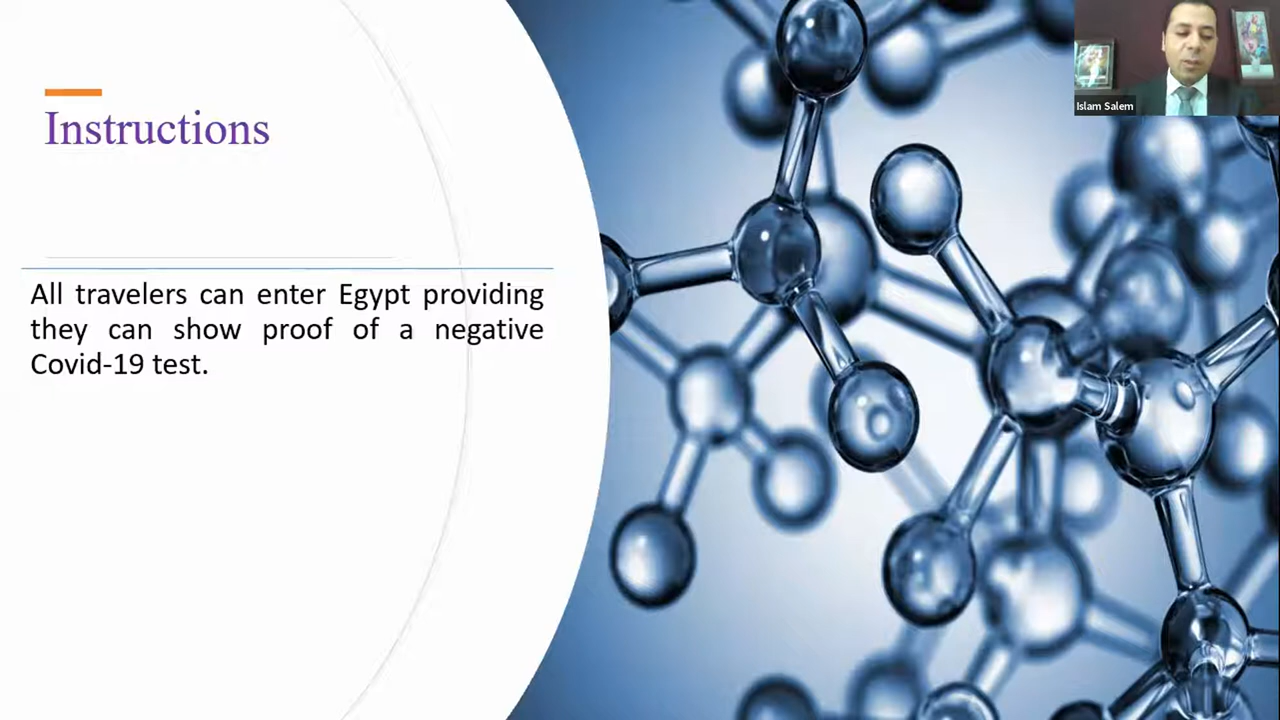 Instructions
All travelers can enter Egypt providing
they can show proof of a negative
Covid-19 test.
Islam Salem